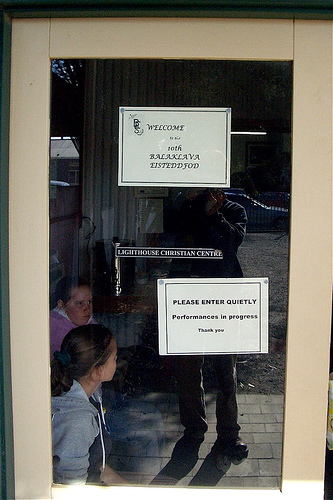 WELCOME
to the
10th
BALAKLAVA
EISTEDDFOD
LIGHTHOUSE CHRISTIAN CENTRE
PLEASE ENTER QUIETLY
Performances in progress
Thank you